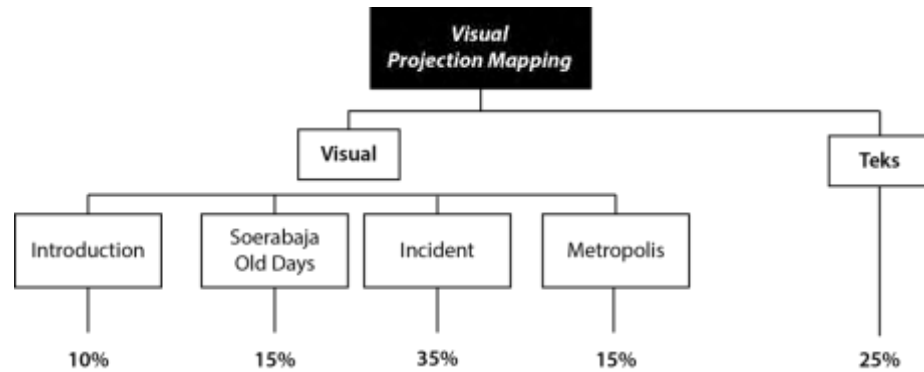 Visual
Projection Mapping
Visual
Teks
Introduction
Soerabaja
Old Days
Incident
Metropolis
10%
15%
35%
15%
25%